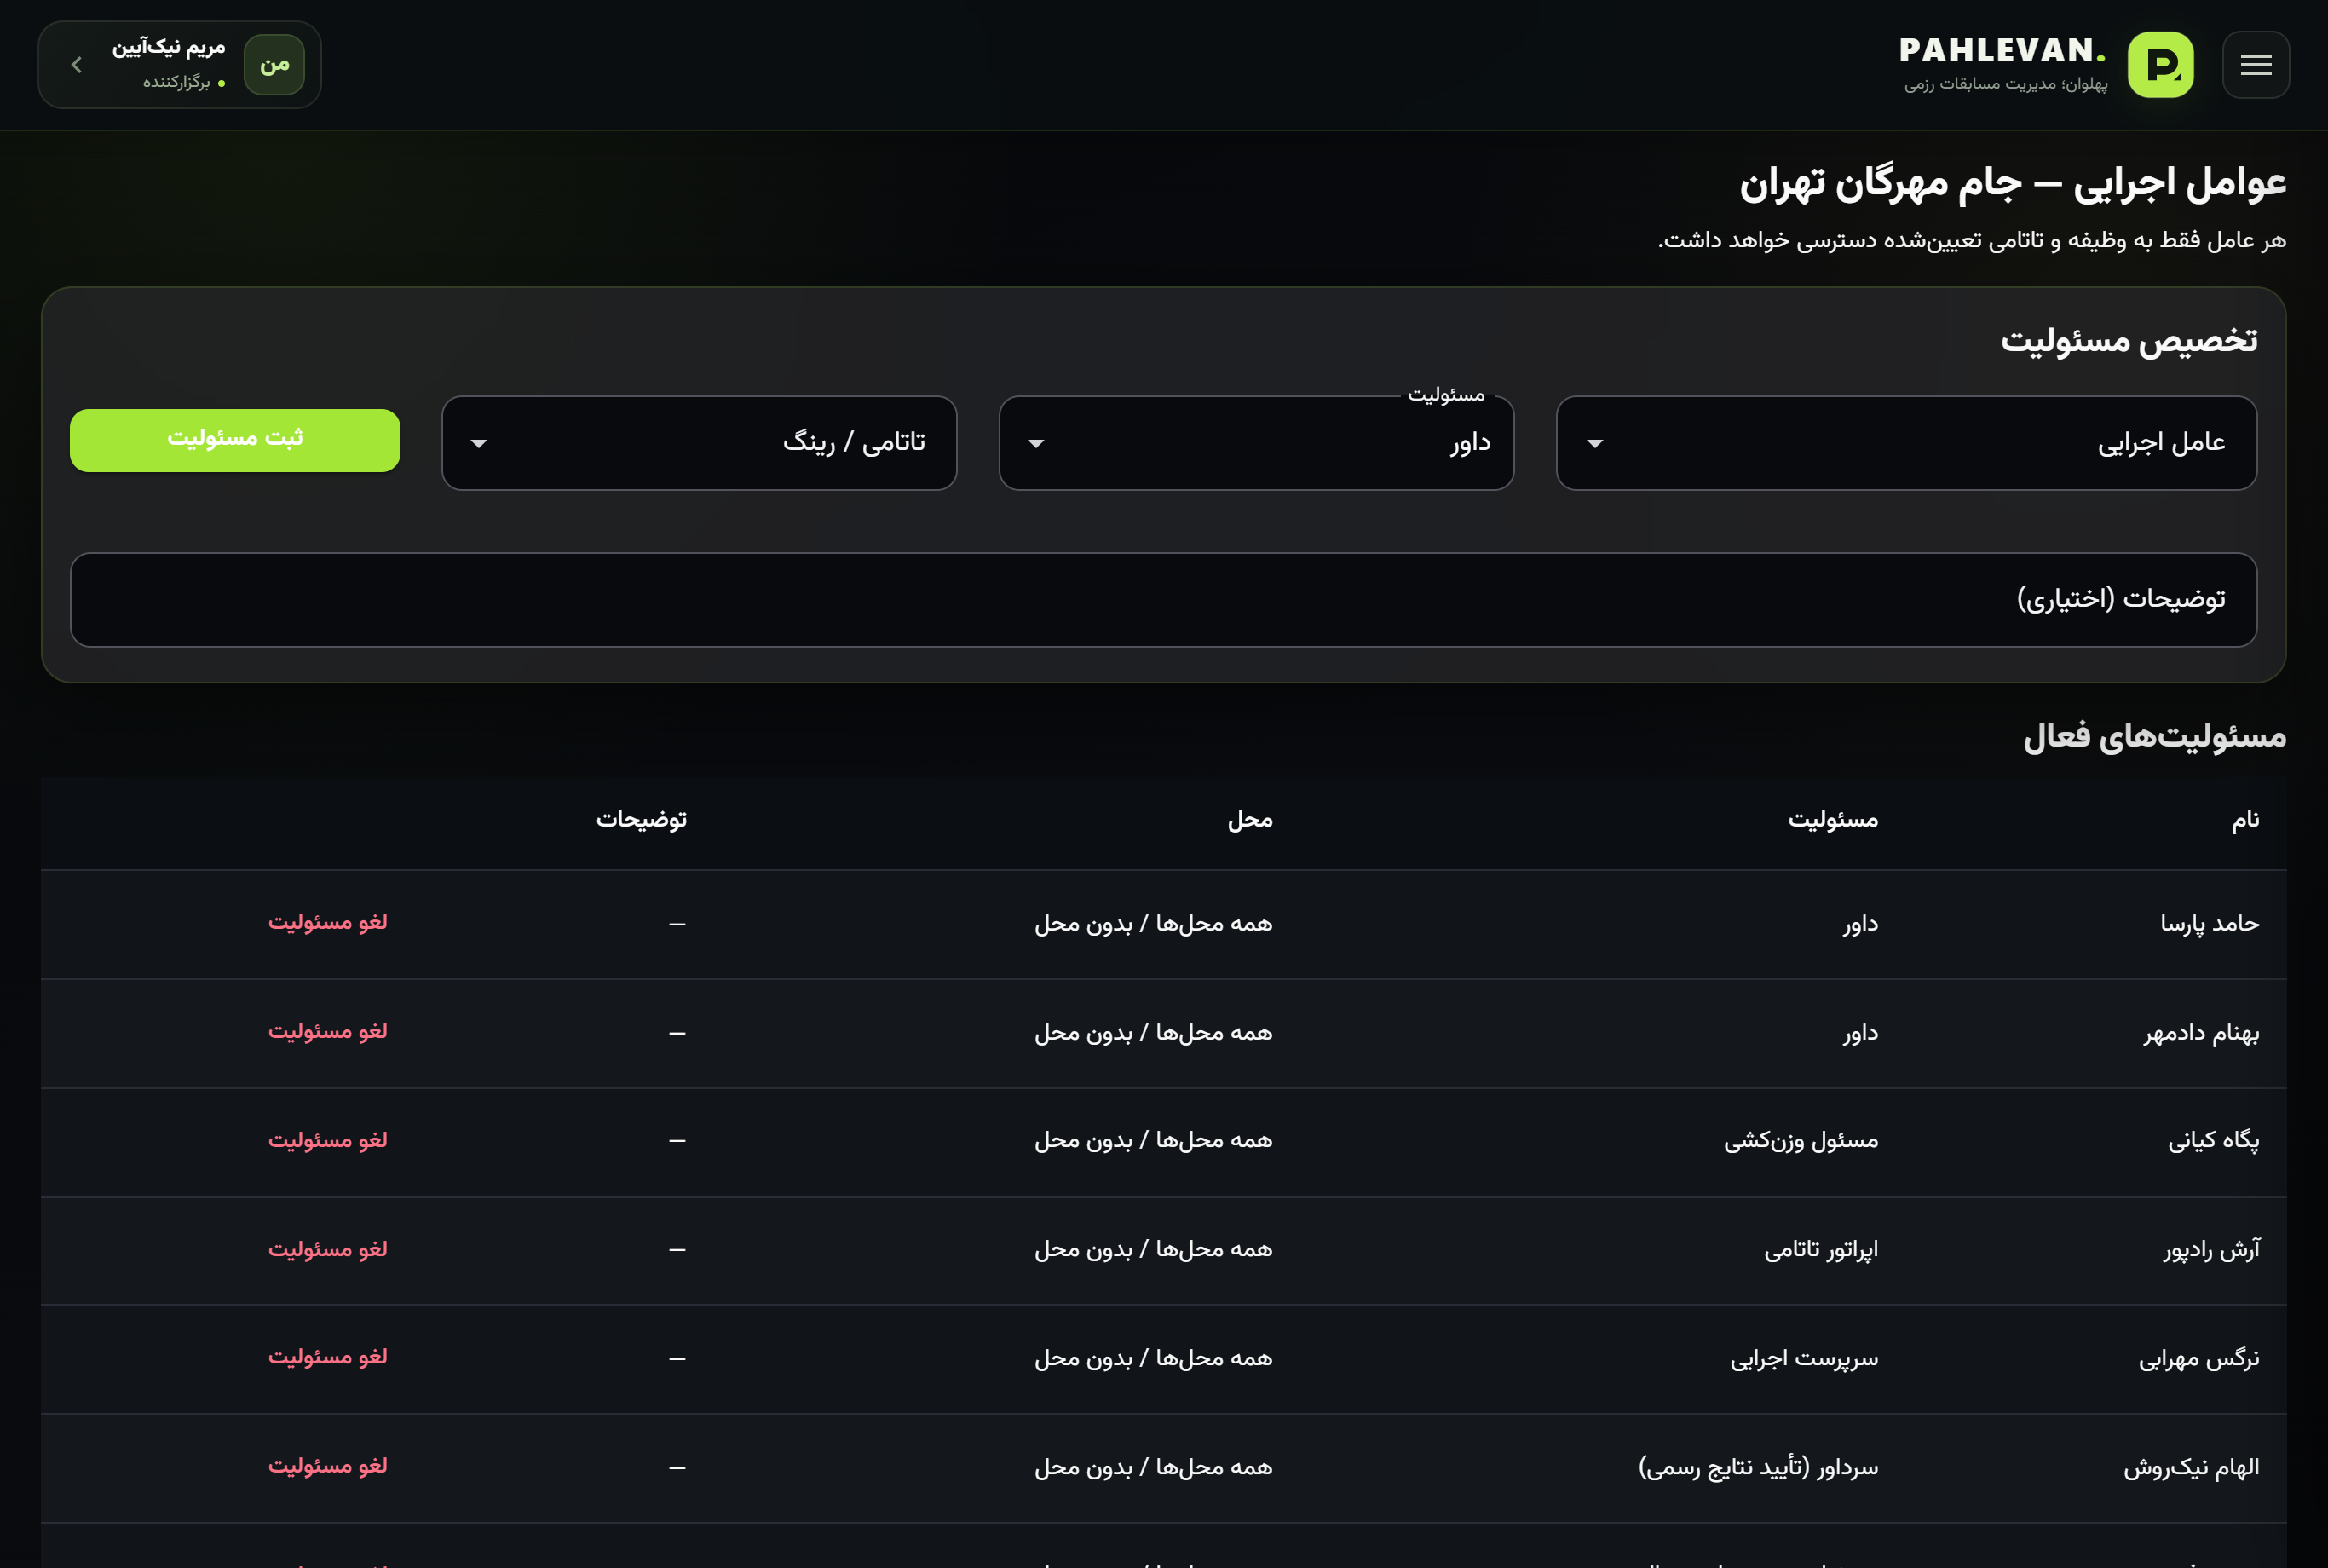 PAHLEVAN.
پهلوان؛ مدیریت مسابقات رزمی
من
مریم نیک‌آیین
برگزارکننده
عوامل اجرایی — جام مهرگان تهران
هر عامل فقط به وظیفه و تاتامی تعیین‌شده دسترسی خواهد داشت.
تخصیص مسئولیت
عامل اجرایی
مسئولیت
داور
تاتامی / رینگ
ثبت مسئولیت
توضیحات (اختیاری)
مسئولیت‌های فعال
نام مسئولیت محل توضیحات
حامد پارسا داور همه محل‌ها / بدون محل — لغو مسئولیت
بهنام دادمهر داور همه محل‌ها / بدون محل — لغو مسئولیت
پگاه کیانی مسئول وزن‌کشی همه محل‌ها / بدون محل — لغو مسئولیت
آرش رادپور اپراتور تاتامی همه محل‌ها / بدون محل — لغو مسئولیت
نرگس مهرابی سرپرست اجرایی همه محل‌ها / بدون محل — لغو مسئولیت
الهام نیک‌روش سرداور (تأیید نتایج رسمی) همه محل‌ها / بدون محل — لغو مسئولیت